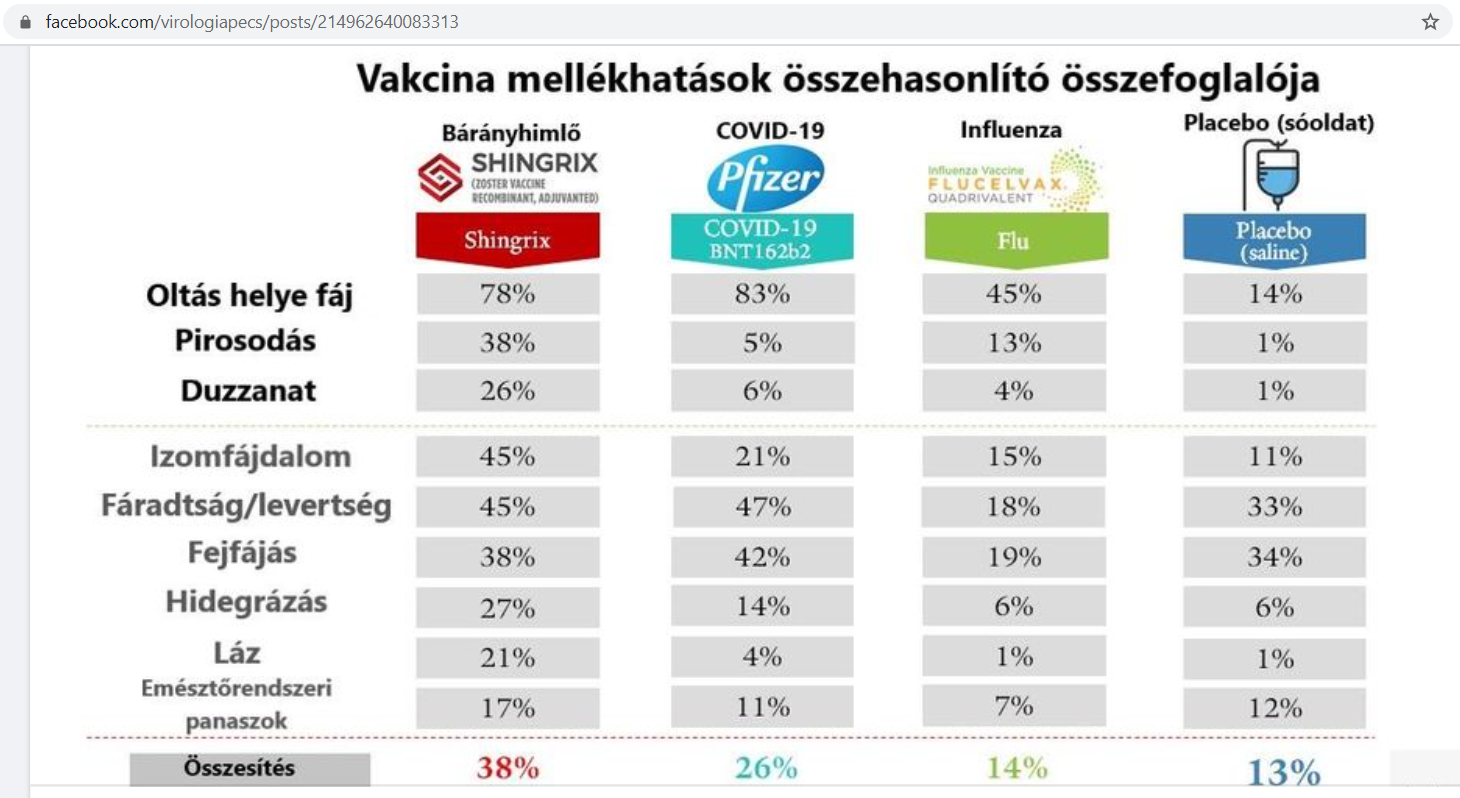 facebook.com/virologiapecs/posts/214962640083313
Vakcina mellékhatások összehasonlító összefoglalója
Bárányhimlő COVID-19 Influenza Placebo (sóoldat)
SHINGRIX
(ZOSTER VACCINE
RECOMBINANT, ADJUVANTED)
Pfizer
Influenza Vaccine
FLUCELVAX
QUADRIVALENT
Shingrix
COVID-19
BNT162b2
Flu
Placebo
(saline)
Oltás helye fáj 78% 83% 45% 14%
Pirosodás 38% 5% 13% 1%
Duzzanat 26% 6% 4% 1%
Izomfájdalom 45% 21% 15% 11%
Fáradtság/levertség 45% 47% 18% 33%
Fejfájás 38% 42% 19% 34%
Hidegrázás 27% 14% 6% 6%
Láz 21% 4% 1% 1%
Emésztőrendszeri
panaszok 17% 11% 7% 12%
Összesítés 38% 26% 14% 13%